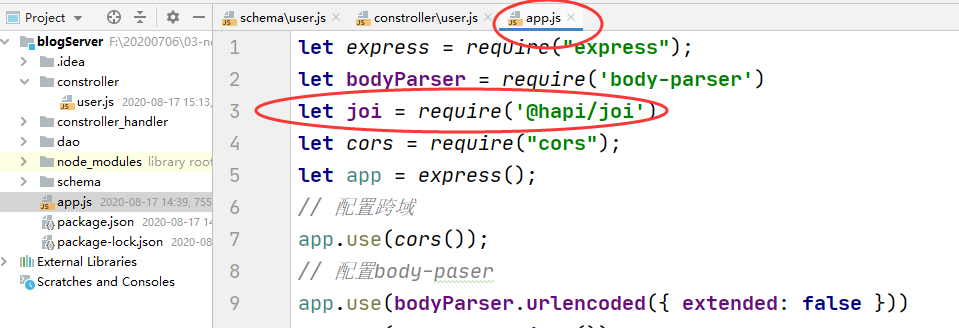 Project
schema\user.js
constroller\user.js
app.js
blogServer F:\20200706\03-ne
.idea
constroller
user.js 2020-08-17 15:13,
constroller_handler
dao
node_modules library root
schema
app.js 2020-08-17 14:39, 755
package.json 2020-08-17 1
package-lock.json 2020-08
External Libraries
Scratches and Consoles
1 let express = require("express");
2 let bodyParser = require('body-parser')
3 let joi = require('@hapi/joi')
4 let cors = require("cors");
5 let app = express();
6 // 配置跨域
7 app.use(cors());
8 // 配置body-paser
9 app.use(bodyParser.urlencoded({ extended: false }))